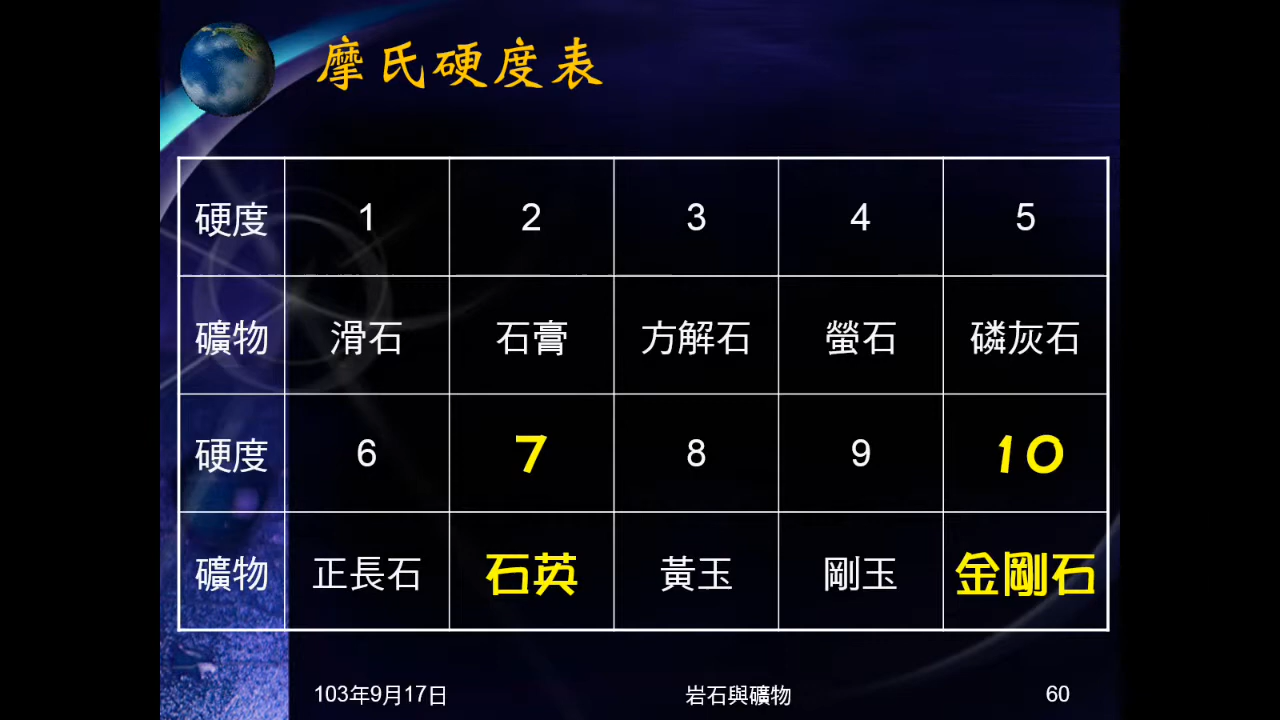 摩氏硬度表
硬度 1 2 3 4 5
礦物 滑石 石膏 方解石 螢石 磷灰石
硬度 6 7 8 9 10
礦物 正長石 石英 黃玉 剛玉 金剛石
103年9月17日 岩石與礦物 60